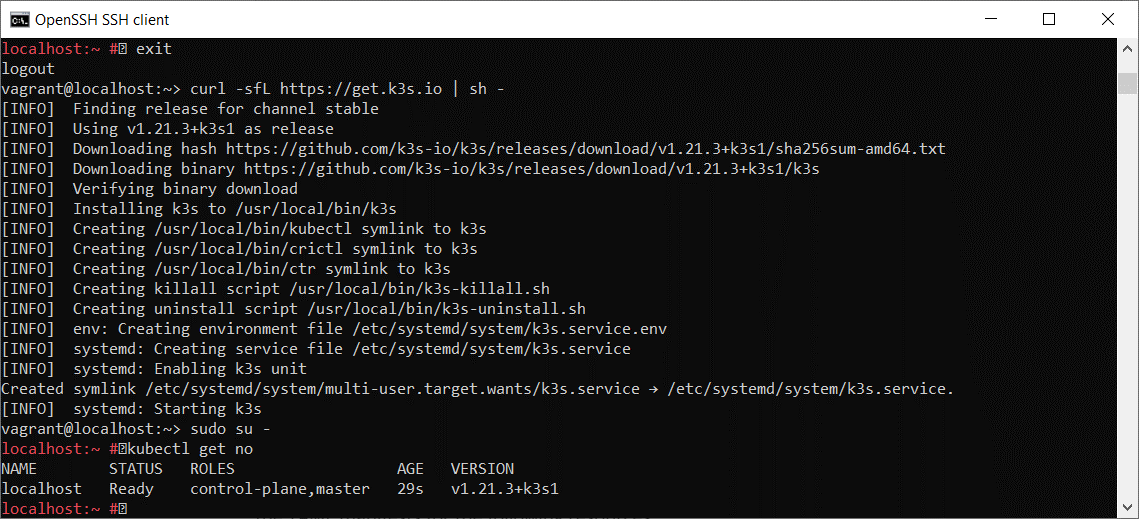 OpenSSH SSH client
localhost:~ # exit
logout
vagrant@localhost:~> curl -sfL https://get.k3s.io | sh -
[INFO]  Finding release for channel stable
[INFO]  Using v1.21.3+k3s1 as release
[INFO]  Downloading hash https://github.com/k3s-io/k3s/releases/download/v1.21.3+k3s1/sha256sum-amd64.txt
[INFO]  Downloading binary https://github.com/k3s-io/k3s/releases/download/v1.21.3+k3s1/k3s
[INFO]  Verifying binary download
[INFO]  Installing k3s to /usr/local/bin/k3s
[INFO]  Creating /usr/local/bin/kubectl symlink to k3s
[INFO]  Creating /usr/local/bin/crictl symlink to k3s
[INFO]  Creating /usr/local/bin/ctr symlink to k3s
[INFO]  Creating killall script /usr/local/bin/k3s-killall.sh
[INFO]  Creating uninstall script /usr/local/bin/k3s-uninstall.sh
[INFO]  env: Creating environment file /etc/systemd/system/k3s.service.env
[INFO]  systemd: Creating service file /etc/systemd/system/k3s.service
[INFO]  systemd: Enabling k3s unit
Created symlink /etc/systemd/system/multi-user.target.wants/k3s.service → /etc/systemd/system/k3s.service.
[INFO]  systemd: Starting k3s
vagrant@localhost:~> sudo su -
localhost:~ #kubectl get no
NAME        STATUS   ROLES                  AGE   VERSION
localhost   Ready    control-plane,master   29s   v1.21.3+k3s1
localhost:~ #